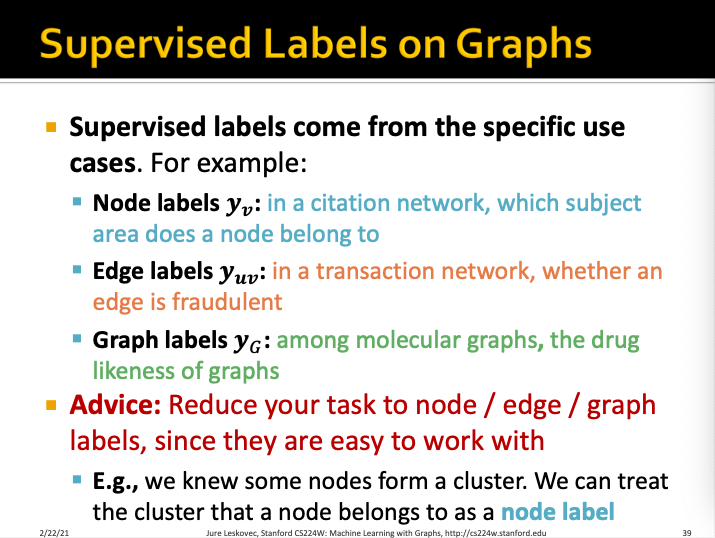 Supervised Labels on Graphs
Supervised labels come from the specific use
cases. For example:
Node labels 𝒚𝒗: in a citation network, which subject
area does a node belong to
Edge labels 𝒚𝒖𝒗: in a transaction network, whether an
edge is fraudulent
Graph labels 𝒚𝑮: among molecular graphs, the drug
likeness of graphs
Advice: Reduce your task to node / edge / graph
labels, since they are easy to work with
E.g., we knew some nodes form a cluster. We can treat
the cluster that a node belongs to as a node label
2/22/21 Jure Leskovec, Stanford CS224W: Machine Learning with Graphs, http://cs224w.stanford.edu 39